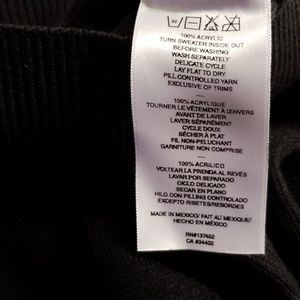 100% ACRYLIC
TURN SWEATER INSIDE OUT
BEFORE WASHING
WASH SEPARATELY
DELICATE CYCLE
LAY FLAT TO DRY
PILL CONTROLLED YARN
EXCLUSIVE OF TRIMS
100% ACRYLIQUE
TOURNER LE VÊTEMENT À L'ENVERS
AVANT DE LAVER
LAVER SÉPARÉMENT
CYCLE DOUX
SÉCHER À PLAT
FIL NON-PELUCHANT
GARNITURE NON COMPRISE
100% ACRILICO
VOLTEAR LA PRENDA AL REVÉS
LAVAR POR SEPARADO
CICLO DELICADO
SECAR EN PLANO
HILO CON PILLING CONTROLADO
EXCEPTO RIBETES/REBORDES
MADE IN MEXICO/ FAIT AU MEXIQUE/
HECHO EN MÉXICO
RN#137452
CA #34402